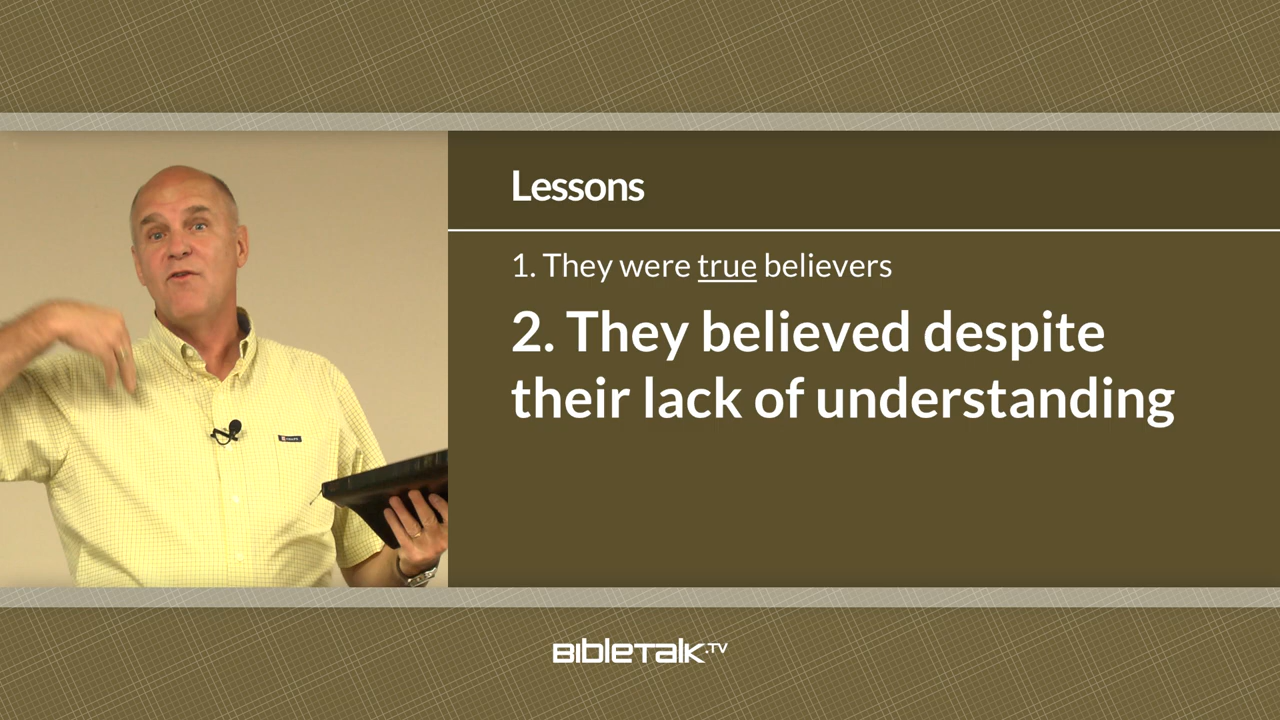 Lessons
1. They were true believers
2. They believed despite
their lack of understanding
BibleTalk.TV